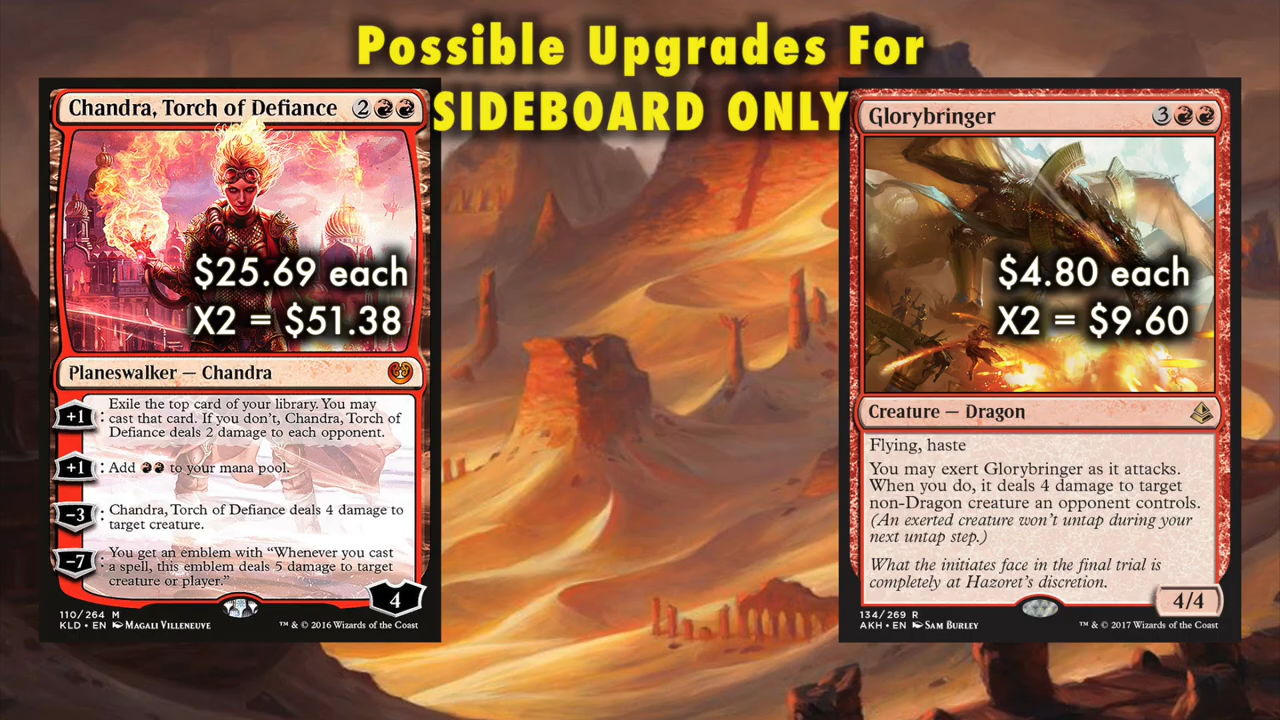 Possible Upgrades For
SIDEBOARD ONLY
Chandra, Torch of Defiance 2
$25.69 each
X2 = $51.38
Planeswalker — Chandra
+1 : Exile the top card of your library. You may
cast that card. If you don't, Chandra, Torch of
Defiance deals 2 damage to each opponent.
+1 : Add to your mana pool.
−3 : Chandra, Torch of Defiance deals 4 damage to
target creature.
−7 : You get an emblem with “Whenever you cast
a spell, this emblem deals 5 damage to target
creature or player.”
4
110/264 M
KLD • EN Magali Villeneuve
™ & © 2016 Wizards of the Coast
Glorybringer 3
$4.80 each
X2 = $9.60
Creature — Dragon
Flying, haste
You may exert Glorybringer as it attacks.
When you do, it deals 4 damage to target
non-Dragon creature an opponent controls.
(An exerted creature won't untap during your
next untap step.)
What the initiates face in the final trial is
completely at Hazoret's discretion.
4/4
134/269 R
AKH • EN Sam Burley
™ & © 2017 Wizards of the Coast